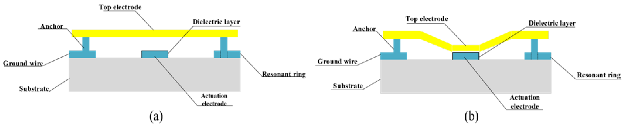 Top electrode
Anchor
Dielectric layer
Ground wire
Resonant ring
Substrate
Actuation
electrode
(a)
Top electrode
Dielectric layer
Anchor
Ground wire
Resonant ring
Substrate
Actuation
electrode
(b)